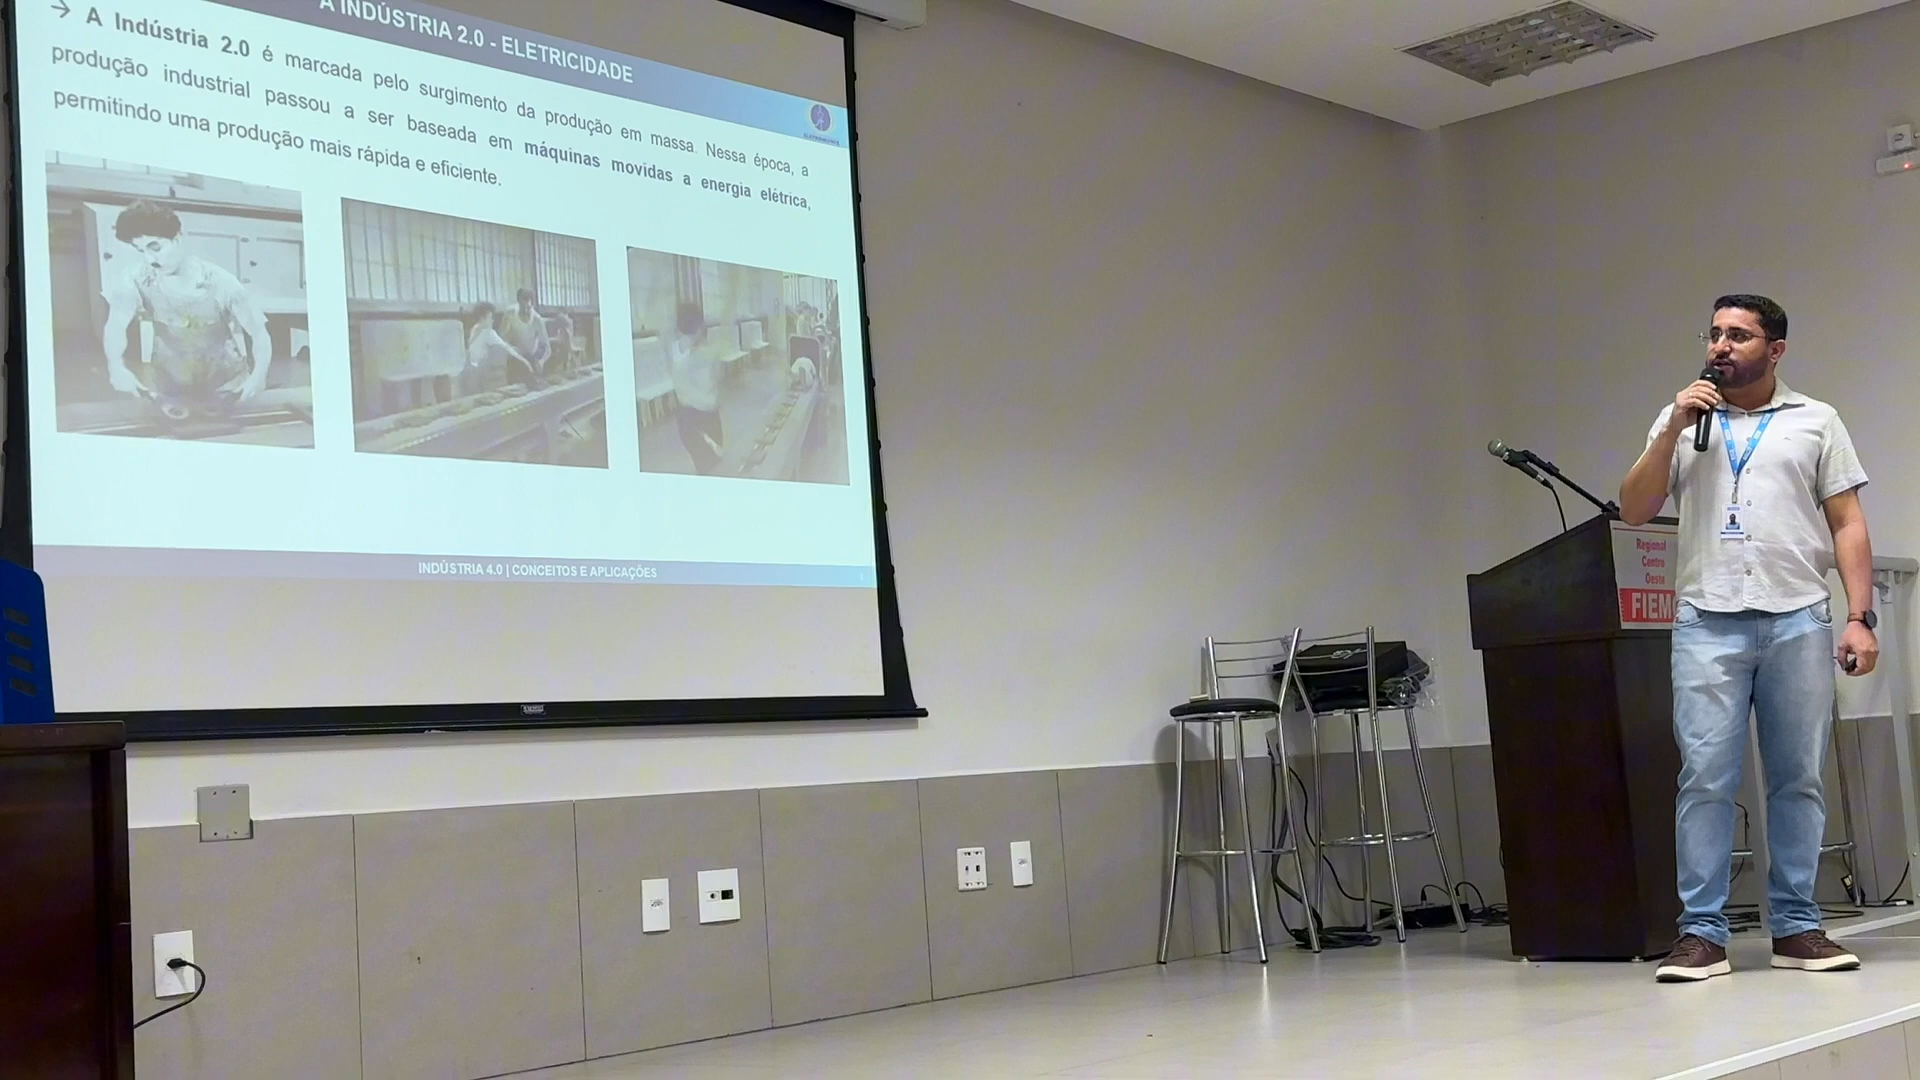 A INDÚSTRIA 2.0 - ELETRICIDADE
→ A Indústria 2.0 é marcada pelo surgimento da produção em massa. Nessa época, a
produção industrial passou a ser baseada em máquinas movidas a energia elétrica,
permitindo uma produção mais rápida e eficiente.
INDÚSTRIA 4.0 | CONCEITOS E APLICAÇÕES
Regional
Centro
Oeste
FIEM